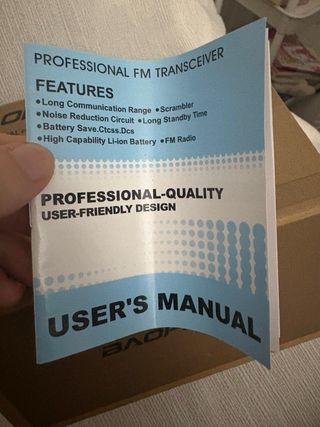 PROFESSIONAL FM TRANSCEIVER
FEATURES
●Long Communication Range ●Scrambler
●Noise Reduction Circuit ●Long Standby Time
●Battery Save.Ctcss.Dcs
●High Capability Li-ion Battery ●FM Radio
PROFESSIONAL-QUALITY
USER-FRIENDLY DESIGN
USER'S MANUAL